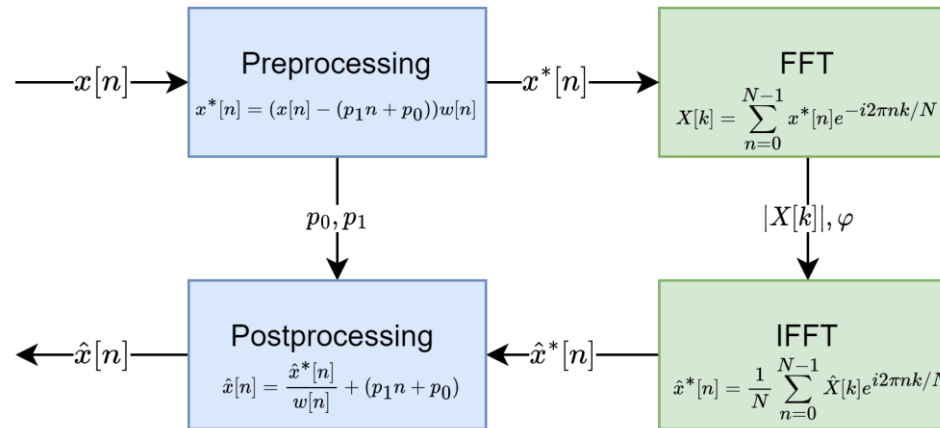 x[n]
Preprocessing
x*[n] = (x[n] − (p₁n + p₀))w[n]
x*[n]
FFT
X[k] = ∑_{n=0}^{N−1} x*[n]e^{−i2πnk/N}
p₀, p₁
|X[k]|, φ
x̂[n]
Postprocessing
x̂[n] = x̂*[n] / w[n] + (p₁n + p₀)
x̂*[n]
IFFT
x̂*[n] = 1/N ∑_{n=0}^{N−1} X̂[k]e^{i2πnk/N}